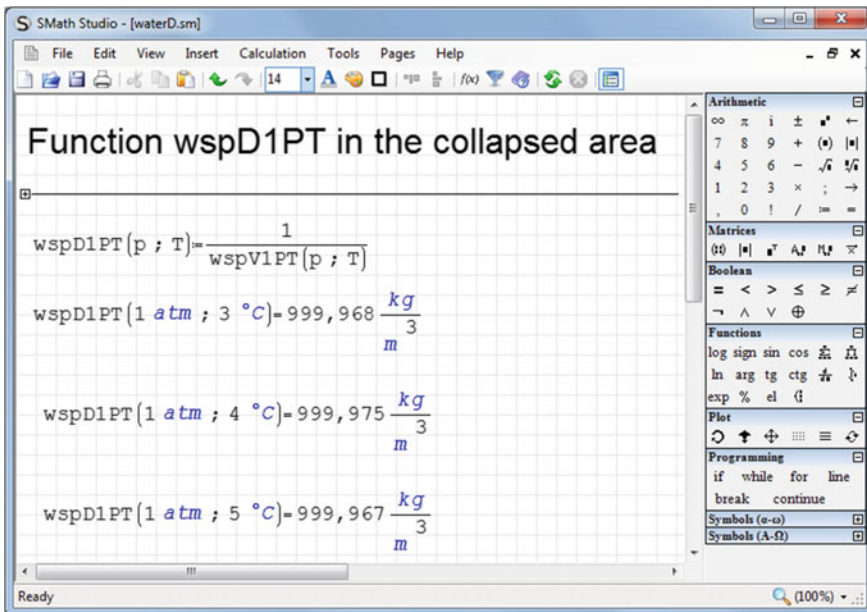 SMath Studio - [waterD.sm]
File Edit View Insert Calculation Tools Pages Help
14 A f(x)
Function wspD1PT in the collapsed area
wspD1PT(p ; T):=1/wspV1PT(p ; T)
wspD1PT(1 atm ; 3 °C)=999,968 kg/m³
wspD1PT(1 atm ; 4 °C)=999,975 kg/m³
wspD1PT(1 atm ; 5 °C)=999,967 kg/m³
Arithmetic
∞ π i ± ←
7 8 9 + (■) |■|
4 5 6 - √
1 2 3 × ; →
, 0 ! / := =
Matrices
Boolean
= < > ≤ ≥ ≠
¬ ∧ ∨ ⊕
Functions
log sign sin cos
ln arg tg ctg
exp % el
Plot
Programming
if while for line
break continue
Symbols (α-ω)
Symbols (Α-Ω)
Ready
(100%)